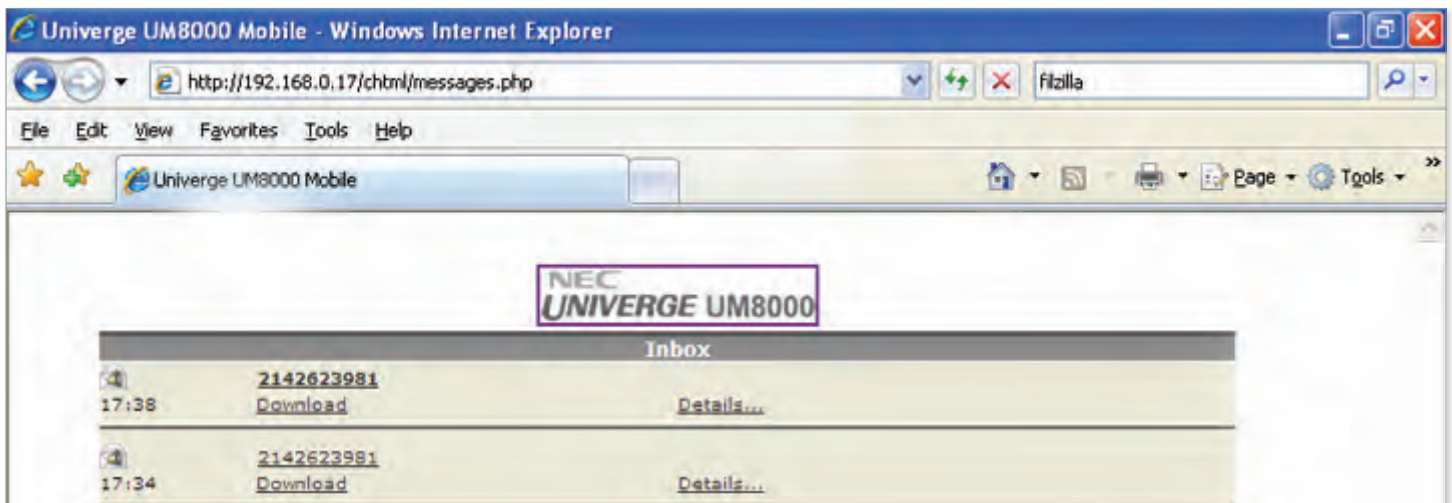 Univerge UM8000 Mobile - Windows Internet Explorer
http://192.168.0.17/chtml/messages.php filzilla
File Edit View Favorites Tools Help
Univerge UM8000 Mobile Page Tools »
NEC
UNIVERGE UM8000
Inbox
2142623981
17:38 Download Details...
2142623981
17:34 Download Details...